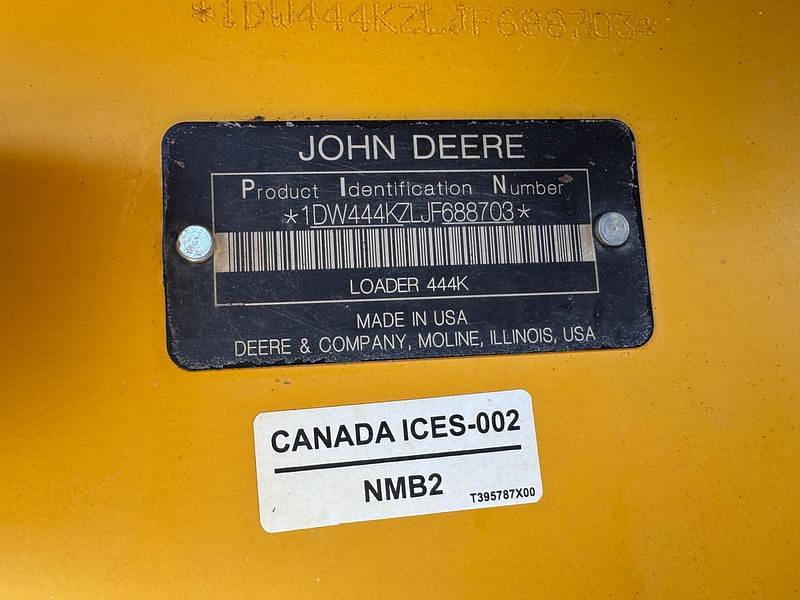 *1DW444KZLJF688703*
JOHN DEERE
Product Identification Number
*1DW444KZLJF688703*
LOADER 444K
MADE IN USA
DEERE & COMPANY, MOLINE, ILLINOIS, USA
CANADA ICES-002
NMB2
T395787X00